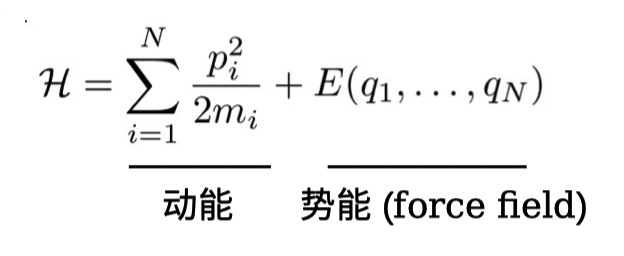 ℋ = ∑_{i=1}^{N} p_i^2 / 2m_i + E(q_1, . . . , q_N)
动能 势能 (force field)